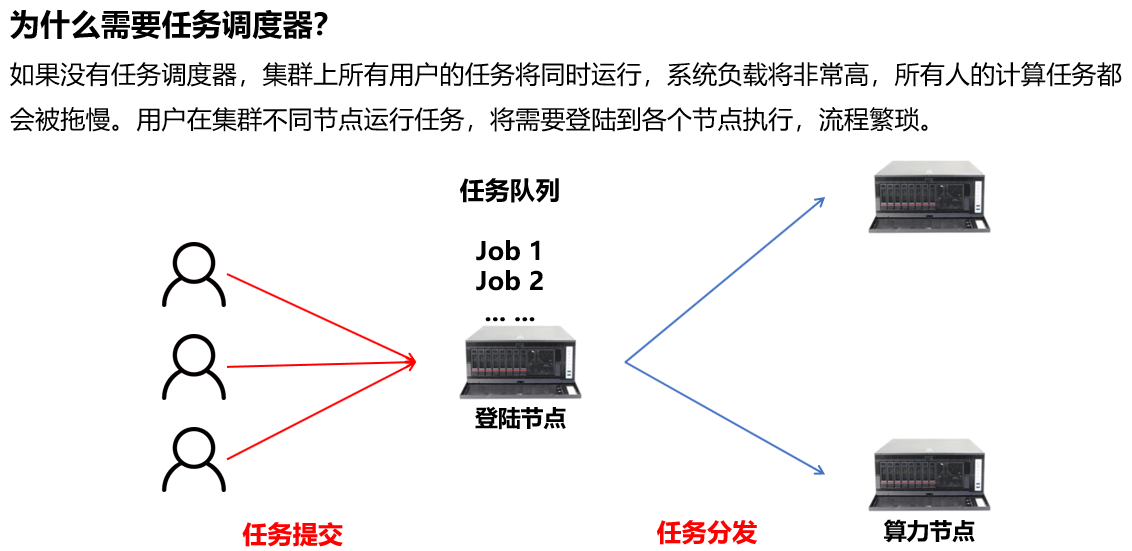 为什么需要任务调度器？
如果没有任务调度器，集群上所有用户的任务将同时运行，系统负载将非常高，所有人的计算任务都
会被拖慢。用户在集群不同节点运行任务，将需要登陆到各个节点执行，流程繁琐。
任务队列
Job 1
Job 2
... ...
登陆节点
任务提交
任务分发
算力节点